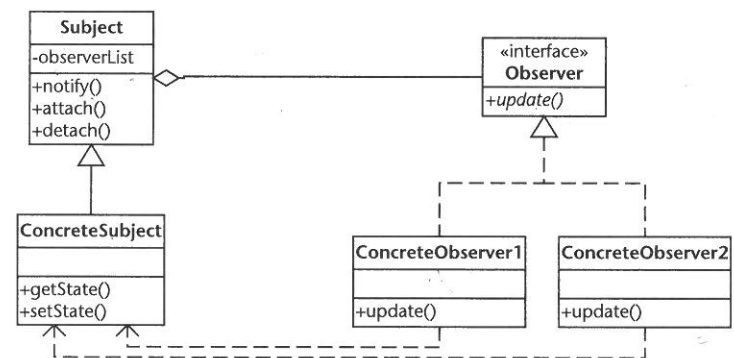 Subject
-observerList
+notify()
+attach()
+detach()
«interface»
Observer
+update()
ConcreteSubject
+getState()
+setState()
ConcreteObserver1
+update()
ConcreteObserver2
+update()